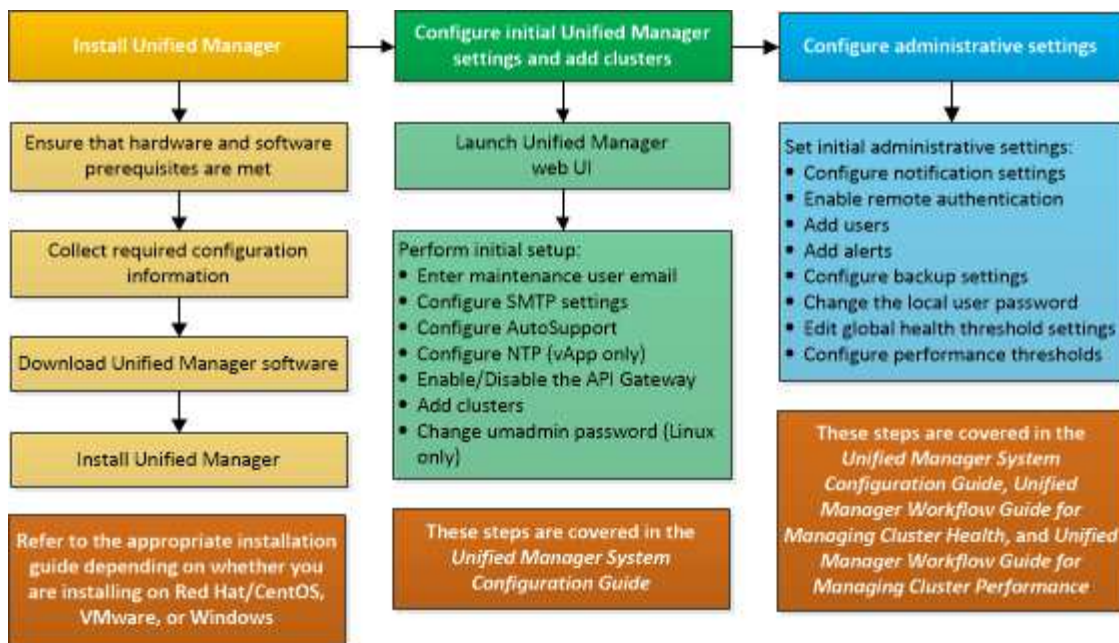 Install Unified Manager
Ensure that hardware and software
prerequisites are met
Collect required configuration
information
Download Unified Manager software
Install Unified Manager
Refer to the appropriate installation
guide depending on whether you
are installing on Red Hat/CentOS,
VMware, or Windows
Configure initial Unified Manager
settings and add clusters
Launch Unified Manager
web UI
Perform initial setup:
• Enter maintenance user email
• Configure SMTP settings
• Configure AutoSupport
• Configure NTP (vApp only)
• Enable/Disable the API Gateway
• Add clusters
• Change umadmin password (Linux
only)
These steps are covered in the
Unified Manager System
Configuration Guide
Configure administrative settings
Set initial administrative settings:
• Configure notification settings
• Enable remote authentication
• Add users
• Add alerts
• Configure backup settings
• Change the local user password
• Edit global health threshold settings
• Configure performance thresholds
These steps are covered in the
Unified Manager System
Configuration Guide, Unified
Manager Workflow Guide for
Managing Cluster Health, and Unified
Manager Workflow Guide for
Managing Cluster Performance